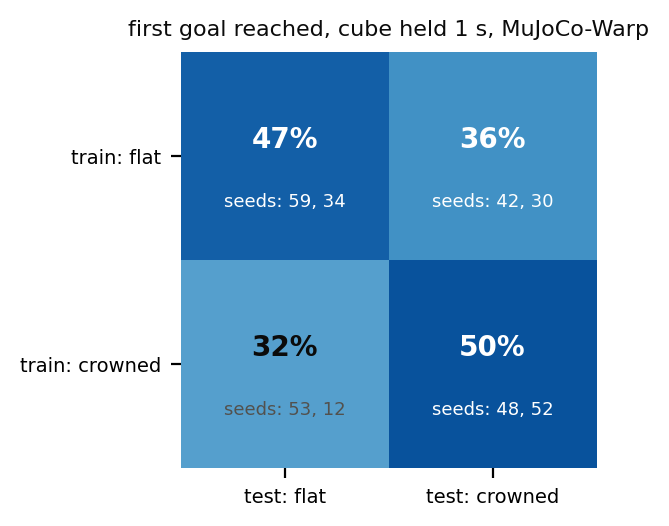 first goal reached, cube held 1 s, MuJoCo-Warp
train: flat
47%
36%
seeds: 59, 34
seeds: 42, 30
train: crowned
32%
50%
seeds: 53, 12
seeds: 48, 52
test: flat
test: crowned